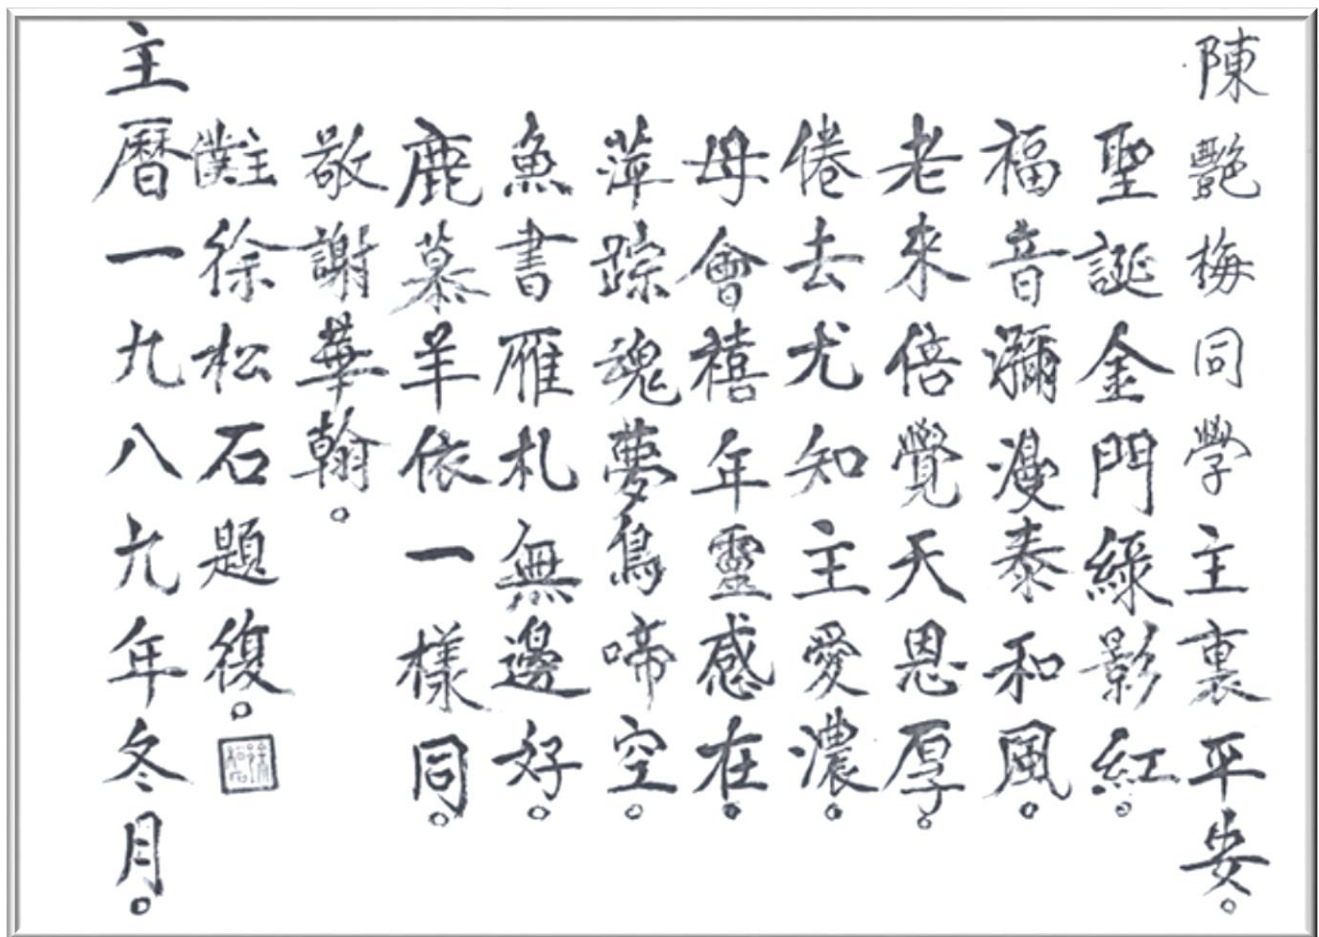 陳艷梅同學主裏平安。
聖誕金門綠影紅。
福音瀰漫泰和風。
老來倍覺天恩厚。
倦去尤知主愛濃。
母會禧年靈感在。
萍踪魂夢鳥啼空。
魚書雁札無邊好。
鹿慕羊依一樣同。
敬謝華翰。
主僕徐松石題復。
主曆一九八九年冬月。